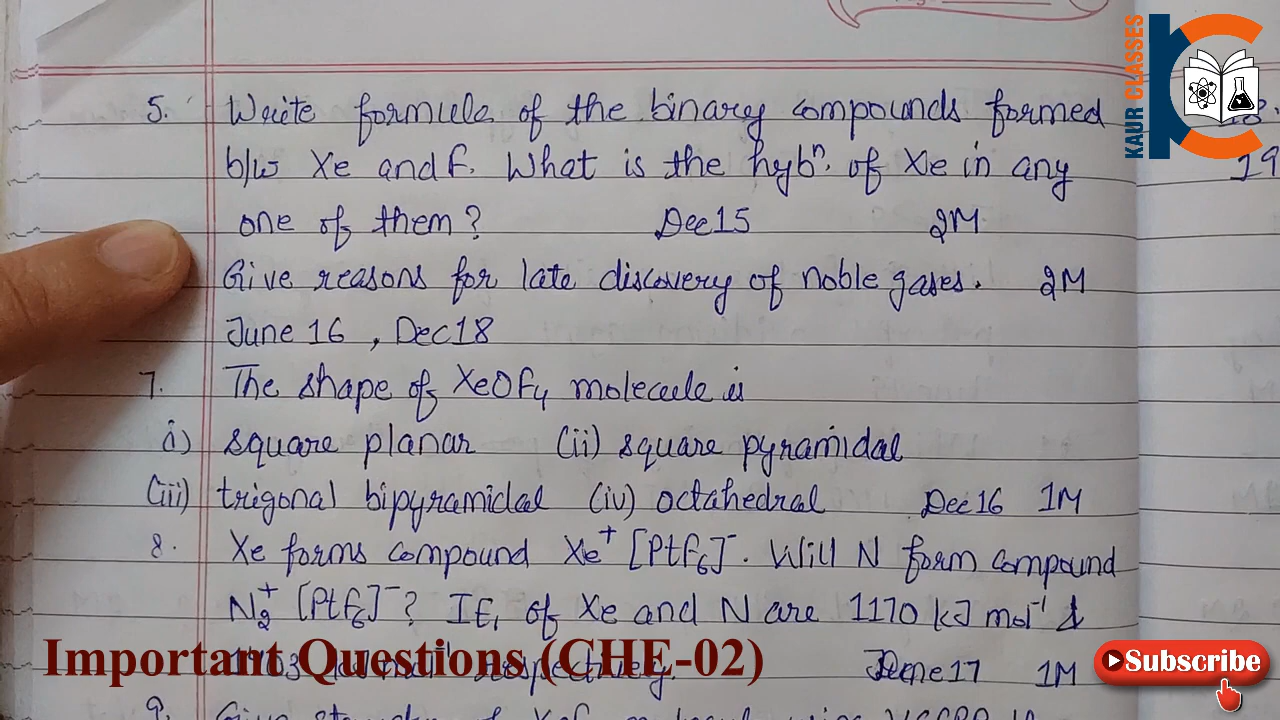 KAUR CLASSES
5. Write formula of the binary compounds formed
b/w Xe and F. What is the hybⁿ. of Xe in any
19
one of them? Dec15 2M
Give reasons for late discovery of noble gases. 2M
June 16 , Dec18
7. The shape of XeOF₄ molecule is
i) square planar (ii) square pyramidal
(iii) trigonal bipyramidal (iv) octahedral Dec16 1M
8. Xe forms compound Xe⁺ [PtF₆]⁻. Will N form compound
N₂⁺ [PtF₆]⁻? IE₁ of Xe and N are 1170 kJ mol⁻¹ &
respectively. June17 1M
Important Questions (CHE-02)
Subscribe
9.